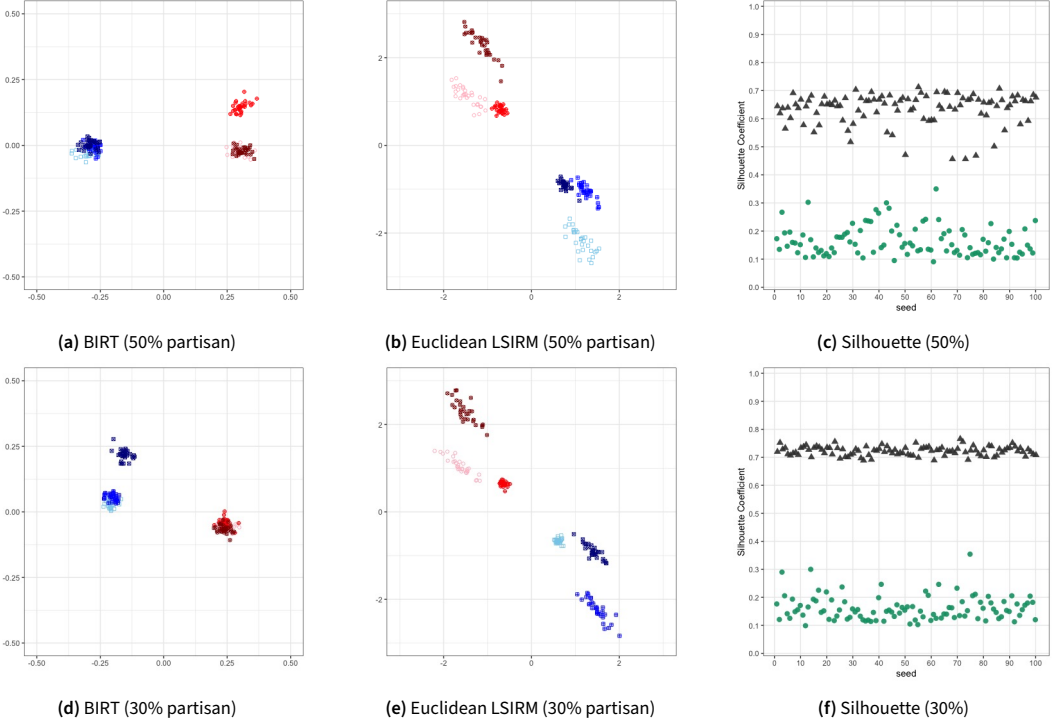 0.50
0.25
0.00
-0.25
-0.50
-0.50 -0.25 0.00 0.25 0.50
2
0
-2
-2 0 2
Silhouette Coefficient
1.0
0.9
0.8
0.7
0.6
0.5
0.4
0.3
0.2
0.1
0.0
0 10 20 30 40 50 60 70 80 90 100
seed
(a) BIRT (50% partisan)
(b) Euclidean LSIRM (50% partisan)
(c) Silhouette (50%)
0.50
0.25
0.00
-0.25
-0.50
-0.50 -0.25 0.00 0.25 0.50
2
0
-2
-2 0 2
Silhouette Coefficient
1.0
0.9
0.8
0.7
0.6
0.5
0.4
0.3
0.2
0.1
0.0
0 10 20 30 40 50 60 70 80 90 100
seed
(d) BIRT (30% partisan)
(e) Euclidean LSIRM (30% partisan)
(f) Silhouette (30%)